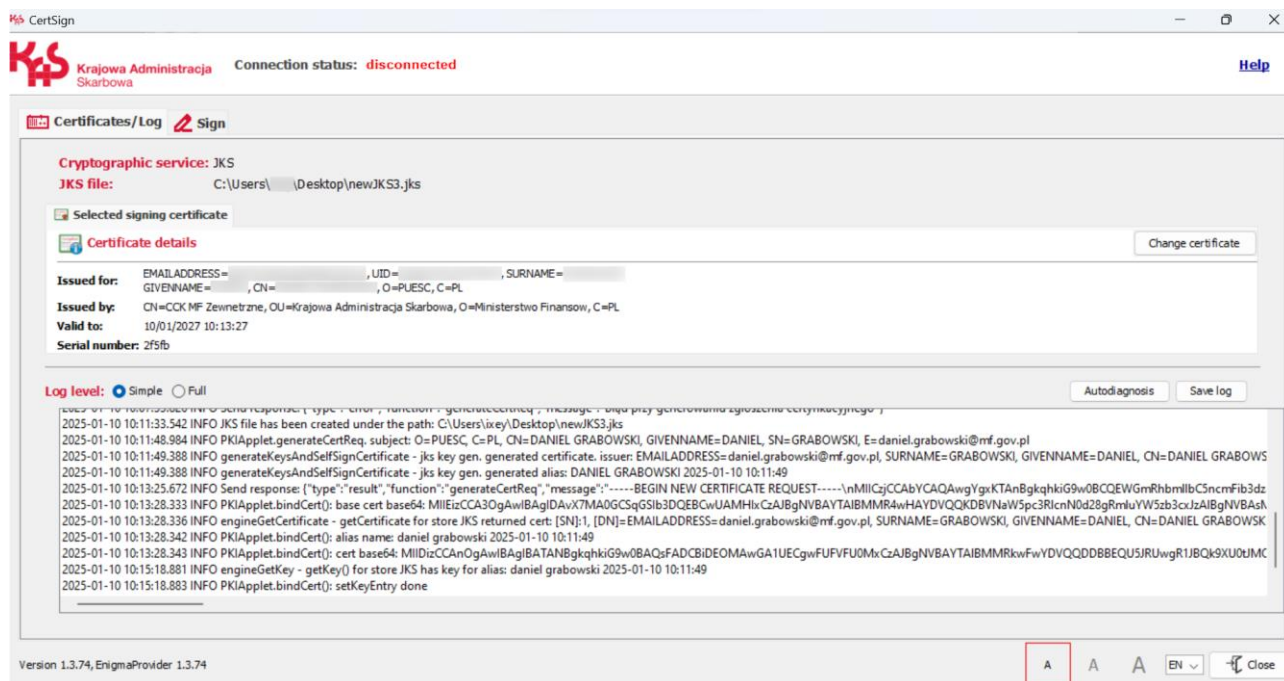 CertSign
Krajowa Administracja
Skarbowa
Connection status: disconnected
Help
Certificates/Log
Sign
Cryptographic service: JKS
JKS file: C:\Users\ \Desktop\newJKS3.jks
Selected signing certificate
Certificate details
Change certificate
Issued for: EMAILADDRESS= , UID= , SURNAME=
GIVENNAME= , CN= , O=PUESC, C=PL
Issued by: CN=CCK MF Zewnetrzne, OU=Krajowa Administracja Skarbowa, O=Ministerstwo Finansow, C=PL
Valid to: 10/01/2027 10:13:27
Serial number: 2f5fb
Log level: Simple Full
Autodiagnosis Save log
2025-01-10 10:11:33.542 INFO JKS file has been created under the path: C:\Users\ixey\Desktop\newJKS3.jks
2025-01-10 10:11:48.984 INFO PKIApplet.generateCertReq. subject: O=PUESC, C=PL, CN=DANIEL GRABOWSKI, GIVENNAME=DANIEL, SN=GRABOWSKI, E=daniel.grabowski@mf.gov.pl
2025-01-10 10:11:49.388 INFO generateKeysAndSelfSignCertificate - jks key gen. generated certificate. issuer: EMAILADDRESS=daniel.grabowski@mf.gov.pl, SURNAME=GRABOWSKI, GIVENNAME=DANIEL, CN=DANIEL GRABOWS
2025-01-10 10:11:49.388 INFO generateKeysAndSelfSignCertificate - jks key gen. generated alias: DANIEL GRABOWSKI 2025-01-10 10:11:49
2025-01-10 10:13:25.672 INFO Send response: {"type":"result","function":"generateCertReq","message":"-----BEGIN NEW CERTIFICATE REQUEST-----
2025-01-10 10:13:28.333 INFO PKIApplet.bindCert(): base cert base64:
2025-01-10 10:13:28.336 INFO engineGetCertificate - getCertificate for store JKS returned cert: [SN]:1, [DN]=EMAILADDRESS=daniel.grabowski@mf.gov.pl, SURNAME=GRABOWSKI, GIVENNAME=DANIEL, CN=DANIEL GRABOWSK
2025-01-10 10:13:28.342 INFO PKIApplet.bindCert(): alias name: daniel grabowski 2025-01-10 10:11:49
2025-01-10 10:13:28.343 INFO PKIApplet.bindCert(): cert base64:
2025-01-10 10:15:18.881 INFO engineGetKey - getKey() for store JKS has key for alias: daniel grabowski 2025-01-10 10:11:49
2025-01-10 10:15:18.883 INFO PKIApplet.bindCert(): setKeyEntry done
Version 1.3.74, EnigmaProvider 1.3.74
A A A EN Close